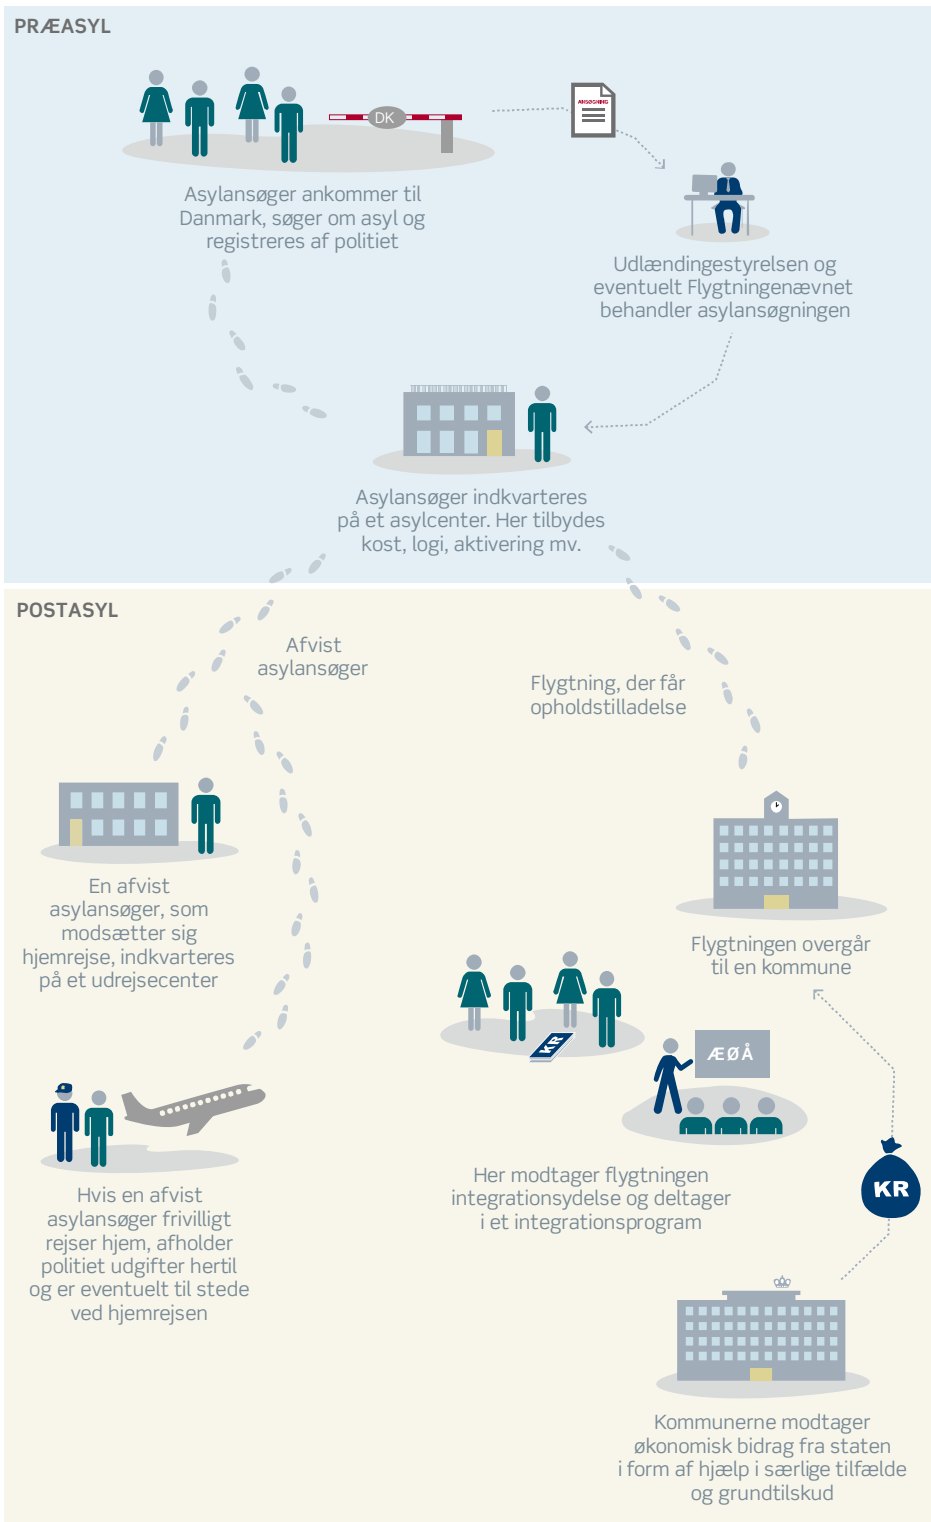 PRÆASYL
DK
ANSØGNING
Asylansøger ankommer til
Danmark, søger om asyl og
registreres af politiet
Udlændingestyrelsen og
eventuelt Flygtningenævnet
behandler asylansøgningen
Asylansøger indkvarteres
på et asylcenter. Her tilbydes
kost, logi, aktivering mv.
POSTASYL
Afvist
asylansøger
Flygtning, der får
opholdstilladelse
En afvist
asylansøger, som
modsætter sig
hjemrejse, indkvarteres
på et udrejsecenter
Flygtningen overgår
til en kommune
KR
ÆØÅ
Her modtager flygtningen
integrationsydelse og deltager
i et integrationsprogram
KR
Hvis en afvist
asylansøger frivilligt
rejser hjem, afholder
politiet udgifter hertil
og er eventuelt til stede
ved hjemrejsen
Kommunerne modtager
økonomisk bidrag fra staten
i form af hjælp i særlige tilfælde
og grundtilskud